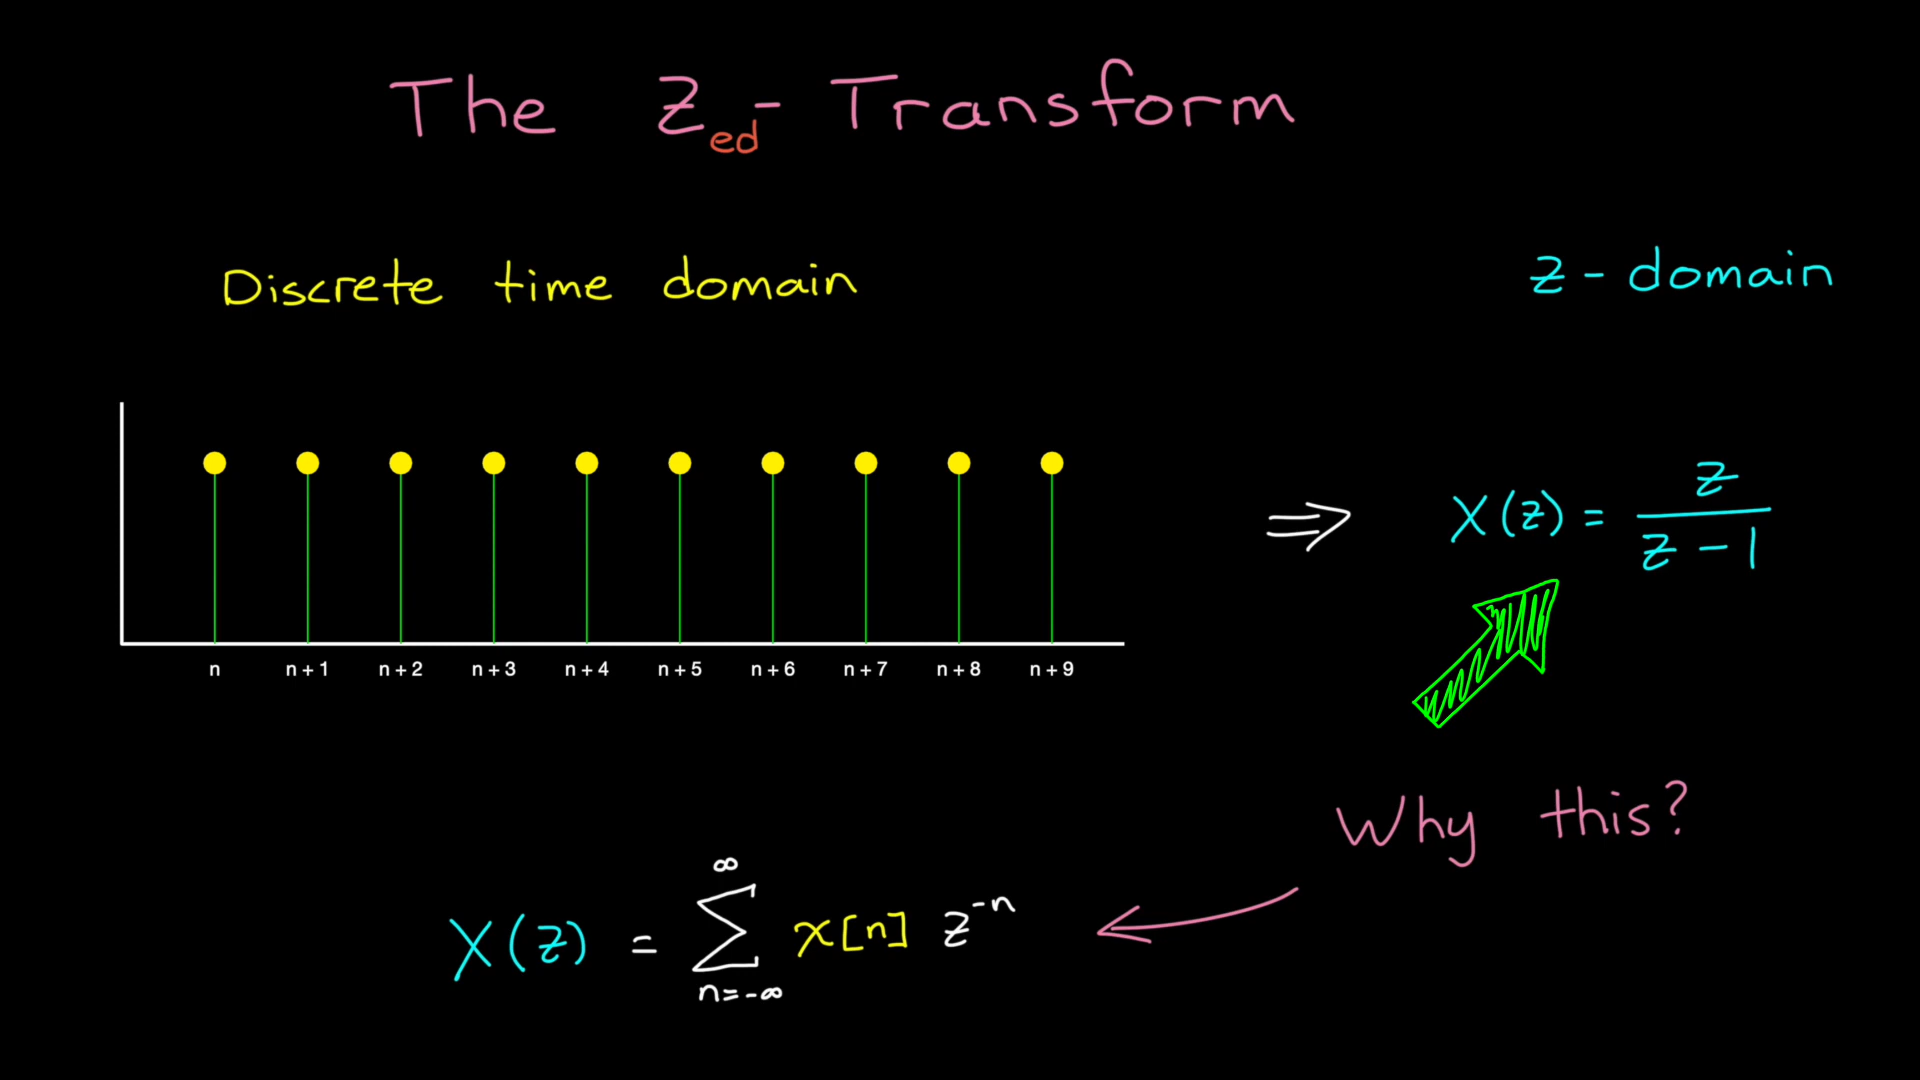 The Zed-Transform
Discrete time domain
z-domain
n n+1 n+2 n+3 n+4 n+5 n+6 n+7 n+8 n+9
⇒ X(z) = z / (z - 1)
Why this?
X(z) = ∑_{n=-∞}^{∞} x[n] z^{-n}